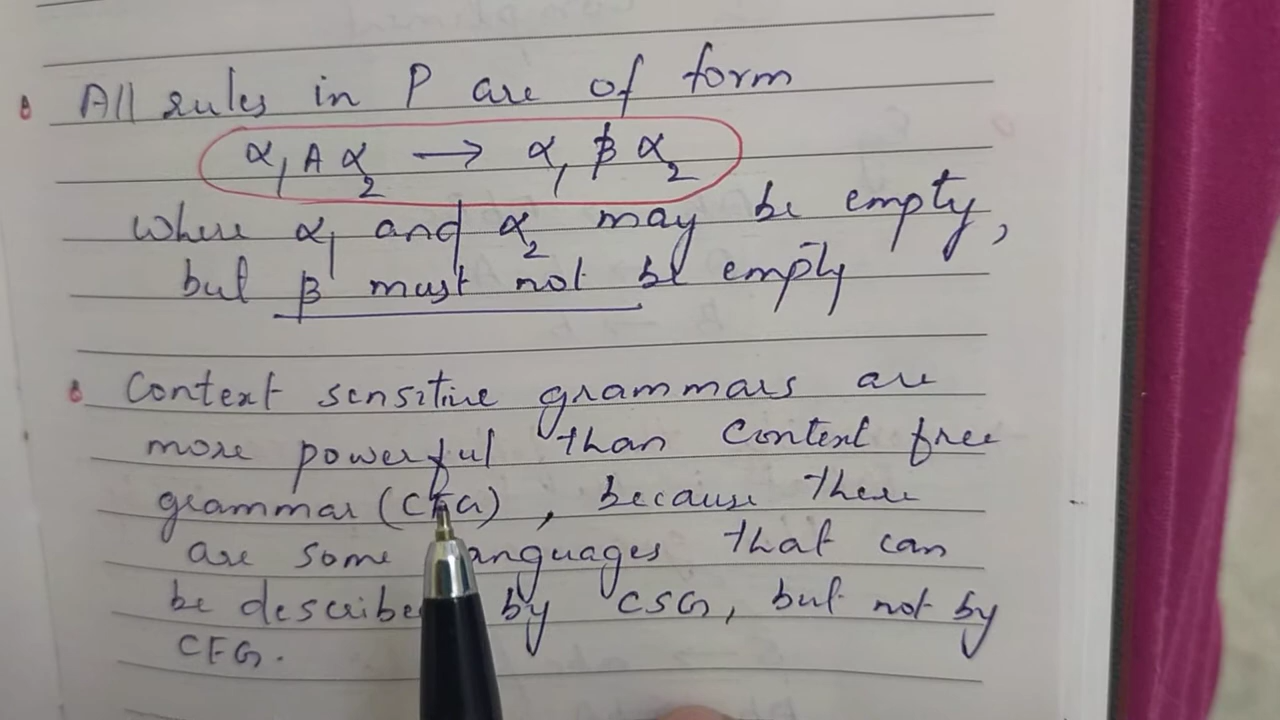 All rules in P are of form
α₁ A α₂ → α₁ β α₂
where α₁ and α₂ may be empty,
but β must not be empty
Context sensitive grammars are
more powerful than Context free
grammar (CFG), because there
are some languages that can
be describe by CSG, but not by
CFG.